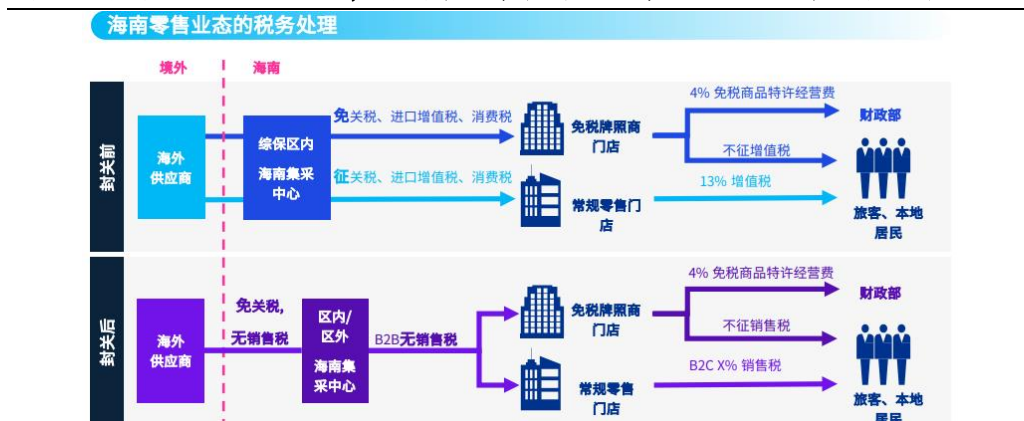 海南零售业态的税务处理
境外
海南
封关前
海外
供应商
综保区内
海南集采
中心
免关税、进口增值税、消费税
征关税、进口增值税、消费税
免税牌照商
门店
常规零售门
店
4% 免税商品特许经营费
不征增值税
13% 增值税
财政部
旅客、本地
居民
封关后
海外
供应商
免关税,
无销售税
区内/
区外
海南集
采中心
B2B无销售税
免税牌照商
门店
常规零售
门店
4% 免税商品特许经营费
不征销售税
B2C X% 销售税
财政部
旅客、本地
居民